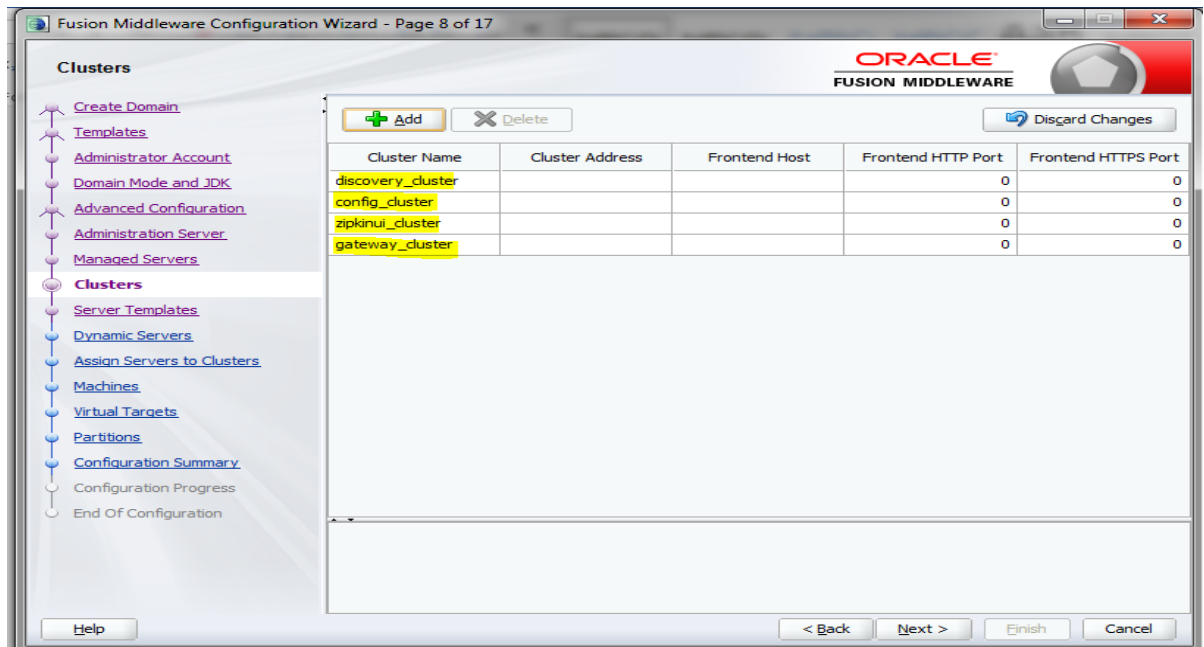 Fusion Middleware Configuration Wizard - Page 8 of 17
Clusters
ORACLE
FUSION MIDDLEWARE
Create Domain
Templates
Administrator Account
Domain Mode and JDK
Advanced Configuration
Administration Server
Managed Servers
Clusters
Server Templates
Dynamic Servers
Assign Servers to Clusters
Machines
Virtual Targets
Partitions
Configuration Summary
Configuration Progress
End Of Configuration
Add Delete Discard Changes
Cluster Name Cluster Address Frontend Host Frontend HTTP Port Frontend HTTPS Port
discovery_cluster 0 0
config_cluster 0 0
zipkinui_cluster 0 0
gateway_cluster 0 0
Help < Back Next > Finish Cancel